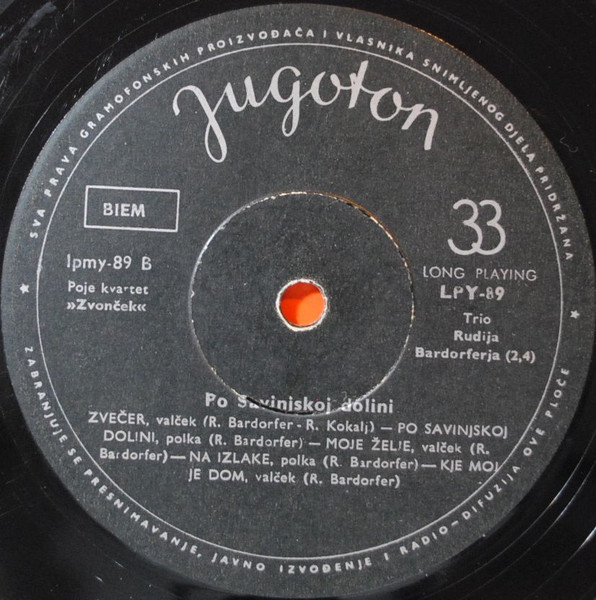 SVA PRAVA GRAMOFONSKIH PROIZVOĐAČA I VLASNIKA SNIMLJENOG DJELA PRIDRŽANA
Jugoton
BIEM
33
lpmy-89 B
LONG PLAYING
LPY-89
Poje kvartet
»Zvonček«
Trio
Rudija
Bardorferja (2,4)
Po Savinjskoj dolini
ZVEČER, valček (R. Bardorfer - R. Kokalj) — PO SAVINJSKOJ
DOLINI, polka (R. Bardorfer) — MOJE ŽELJE, valček (R.
Bardorfer) — NA IZLAKE, polka (R. Bardorfer) — KJE MOJ
JE DOM, valček (R. Bardorfer)
ZABRANJUJE SE PRESNIMAVANJE, JAVNO IZVOĐENJE I RADIO-DIFUZIJA OVE PLOČE